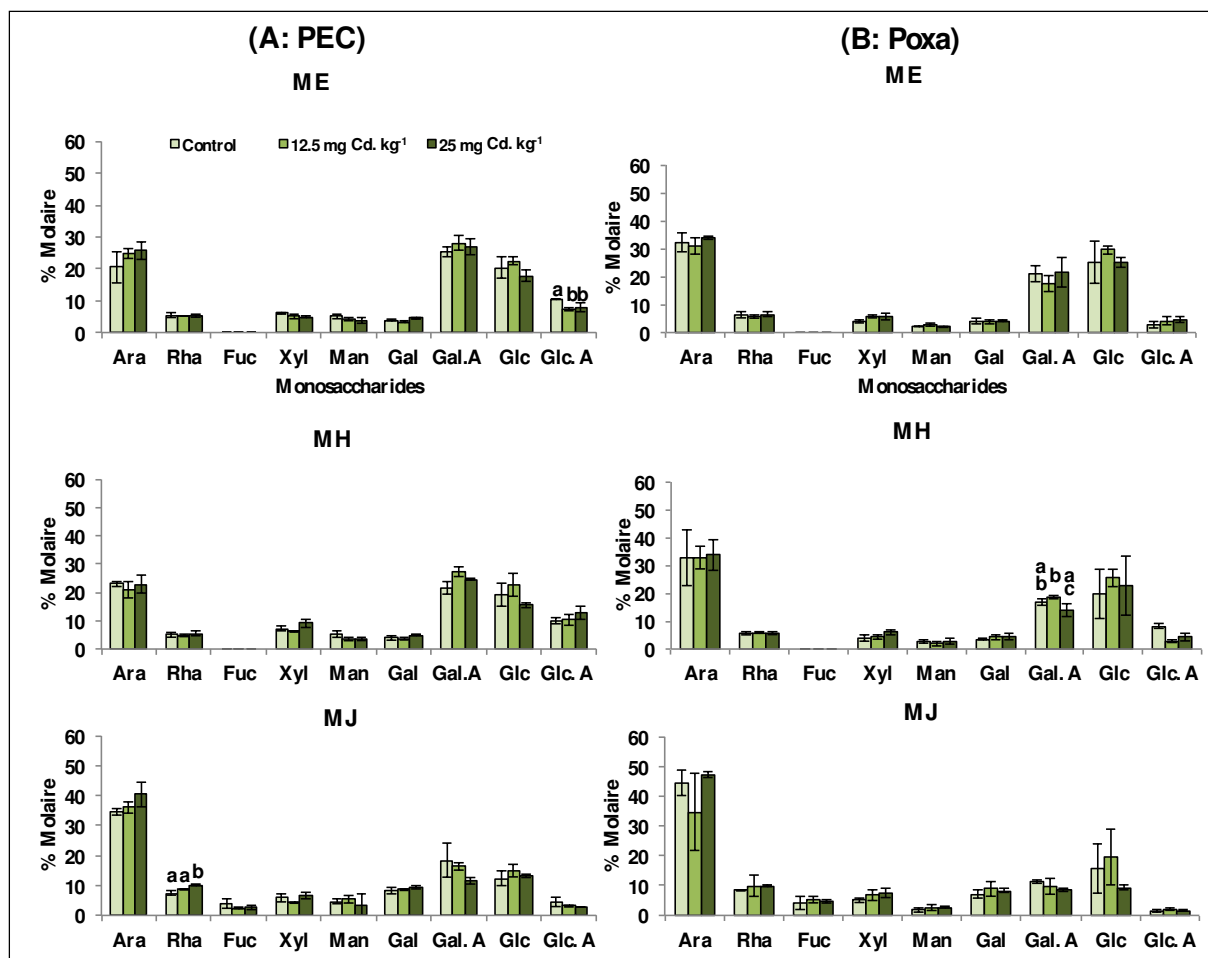 (A: PEC)
ME
Control 12.5 mg Cd. kg-1 25 mg Cd. kg-1
% Molaire
60
50
40
30
20
10
0
a bb
Ara Rha Fuc Xyl Man Gal Gal.A Glc Glc. A
Monosaccharides
MH
% Molaire
60
50
40
30
20
10
0
Ara Rha Fuc Xyl Man Gal Gal.A Glc Glc. A
MJ
% Molaire
60
50
40
30
20
10
0
aa b
Ara Rha Fuc Xyl Man Gal Gal. A Glc Glc. A
(B: Poxa)
ME
% Molaire
60
50
40
30
20
10
0
Ara Rha Fuc Xyl Man Gal Gal. A Glc Glc. A
Monosaccharides
MH
% Molaire
60
50
40
30
20
10
0
a a
b b c
Ara Rha Fuc Xyl Man Gal Gal. A Glc Glc. A
MJ
% Molaire
60
50
40
30
20
10
0
Ara Rha Fuc Xyl Man Gal Gal. A Glc Glc. A